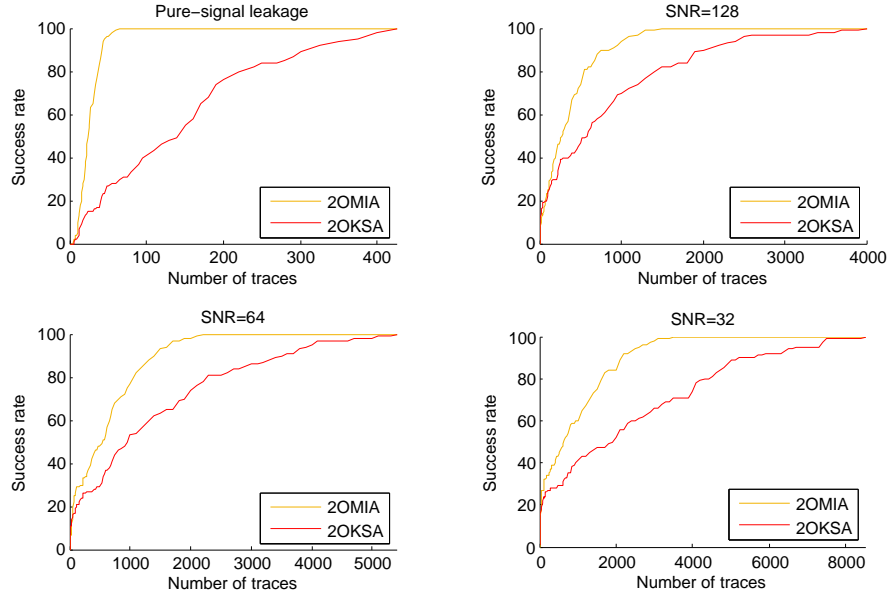 Pure−signal leakage
100
80
60
40
20
0
Success rate
100
200
300
400
Number of traces
2OMIA
2OKSA
SNR=128
100
80
60
40
20
0
Success rate
0
1000
2000
3000
4000
Number of traces
2OMIA
2OKSA
SNR=64
100
80
60
40
20
0
Success rate
0
1000
2000
3000
4000
5000
Number of traces
2OMIA
2OKSA
SNR=32
100
80
60
40
20
0
Success rate
0
2000
4000
6000
8000
Number of traces
2OMIA
2OKSA